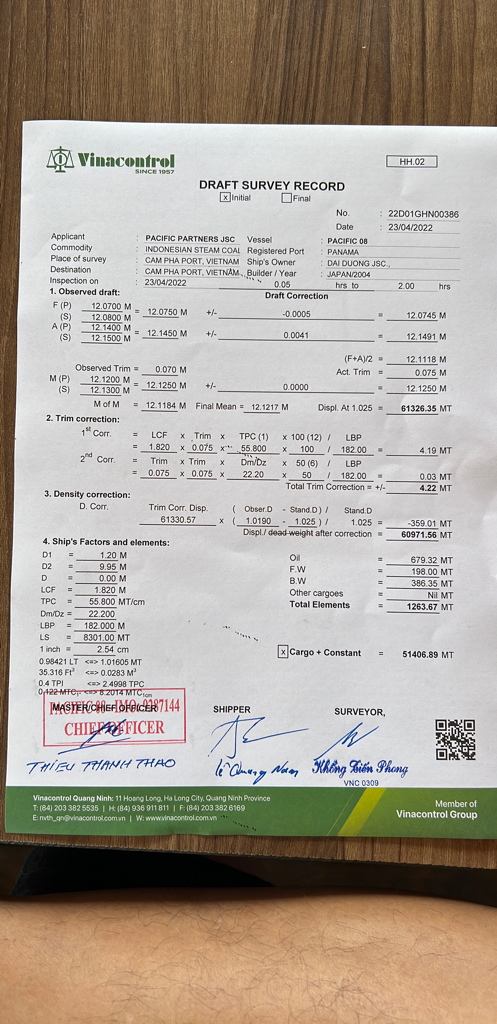 Vinacontrol
SINCE 1957
HH.02
DRAFT SURVEY RECORD
x Initial Final
No. : 22D01GHN00386
Date : 23/04/2022
Applicant : PACIFIC PARTNERS JSC Vessel : PACIFIC 08
Commodity : INDONESIAN STEAM COAL Registered Port : PANAMA
Place of survey : CAM PHA PORT, VIETNAM Ship's Owner : DAI DUONG JSC.,
Destination : CAM PHA PORT, VIETNAM Builder / Year : JAPAN/2004
Inspection on : 23/04/2022 0.05 hrs to 2.00 hrs
1. Observed draft: Draft Correction
F (P) 12.0700 M = 12.0750 M +/- -0.0005 = 12.0745 M
(S) 12.0800 M
A (P) 12.1400 M = 12.1450 M +/- 0.0041 = 12.1491 M
(S) 12.1500 M
(F+A)/2 = 12.1118 M
Observed Trim = 0.070 M Act. Trim = 0.075 M
M (P) 12.1200 M = 12.1250 M +/- 0.0000 = 12.1250 M
(S) 12.1300 M
M of M = 12.1184 M Final Mean = 12.1217 M Displ. At 1.025 = 61326.35 MT
2. Trim correction:
1st Corr. = LCF x Trim x TPC (1) x 100 (12) / LBP
= 1.820 x 0.075 x 55.800 x 100 / 182.00 = 4.19 MT
2nd Corr. = Trim x Trim x Dm/Dz x 50 (6) / LBP
= 0.075 x 0.075 x 22.20 x 50 / 182.00 = 0.03 MT
Total Trim Correction = +/- 4.22 MT
3. Density correction:
D. Corr. Trim Corr. Disp. ( Obser.D - Stand.D ) / Stand.D
= 61330.57 x ( 1.0190 - 1.025 ) / 1.025 = -359.01 MT
Displ./ dead weight after correction = 60971.56 MT
4. Ship's Factors and elements:
D1 = 1.20 M
D2 = 9.95 M
D = 0.00 M
LCF = 1.820 M
TPC = 55.800 MT/cm
Dm/Dz = 22.200
LBP = 182.000 M
LS = 8301.00 MT
1 inch = 2.54 cm
0.98421 LT <=> 1.01605 MT
35.316 Ft³ <=> 0.0283 M³
0.4 TPI <=> 2.4998 TPC
0.122 MTC <=> 8.2014 MTC1cm
Oil = 679.32 MT
F.W = 198.00 MT
B.W = 386.35 MT
Other cargoes = Nil MT
Total Elements = 1263.67 MT
x Cargo + Constant = 51406.89 MT
MASTER/CHIEF OFFICER SHIPPER SURVEYOR,
PACIFIC 08 - IMO: 9287144
CHIEF OFFICER
THIEU THANH THAO
Lê Quang Nam
Khổng Tiến Phong
VNC 0309
Vinacontrol Quang Ninh: 11 Hoang Long, Ha Long City, Quang Ninh Province
T: (84) 203 382 5535 | H: (84) 936 911 811 | F: (84) 203 382 6169
E: nvth_qn@vinacontrol.com.vn | W: www.vinacontrol.com.vn
Member of
Vinacontrol Group